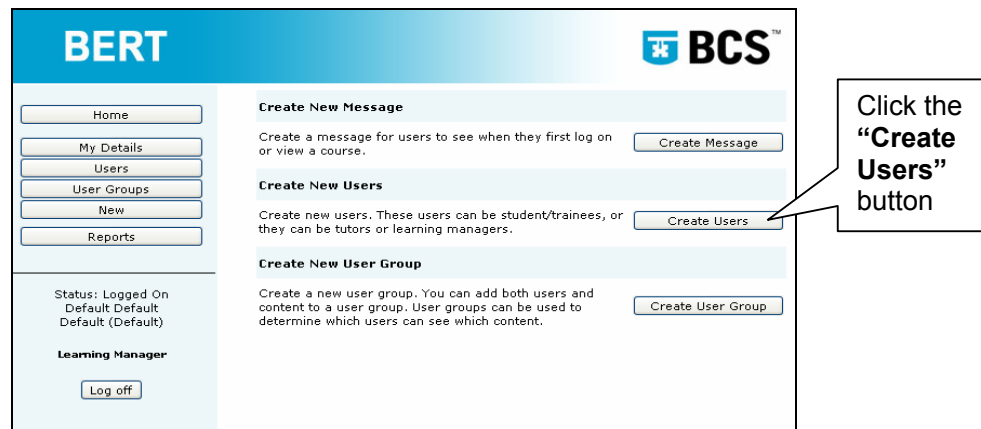 BERT
BCS™
Home
My Details
Users
User Groups
New
Reports
Status: Logged On
Default Default
Default (Default)
Learning Manager
Log off
Create New Message
Create a message for users to see when they first log on
or view a course.
Create Message
Create New Users
Create new users. These users can be student/trainees, or
they can be tutors or learning managers.
Create Users
Create New User Group
Create a new user group. You can add both users and
content to a user group. User groups can be used to
determine which users can see which content.
Create User Group
Click the
“Create
Users”
button